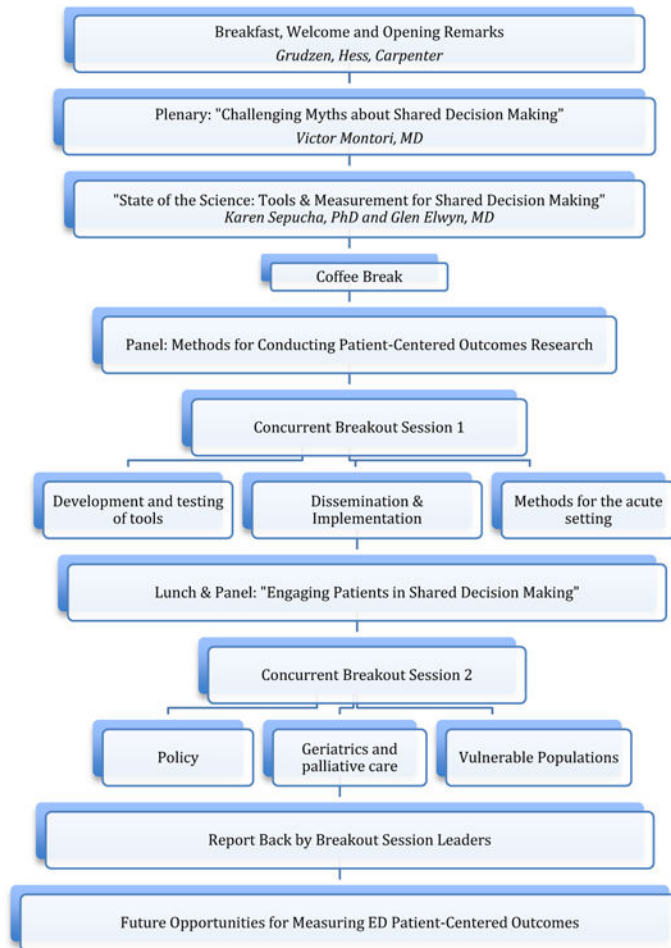 Breakfast, Welcome and Opening Remarks
Grudzen, Hess, Carpenter
Plenary: "Challenging Myths about Shared Decision Making"
Victor Montori, MD
"State of the Science: Tools & Measurement for Shared Decision Making"
Karen Sepucha, PhD and Glen Elwyn, MD
Coffee Break
Panel: Methods for Conducting Patient-Centered Outcomes Research
Concurrent Breakout Session 1
Development and testing
of tools
Dissemination &
Implementation
Methods for the acute
setting
Lunch & Panel: "Engaging Patients in Shared Decision Making"
Concurrent Breakout Session 2
Policy
Geriatrics and
palliative care
Vulnerable Populations
Report Back by Breakout Session Leaders
Future Opportunities for Measuring ED Patient-Centered Outcomes